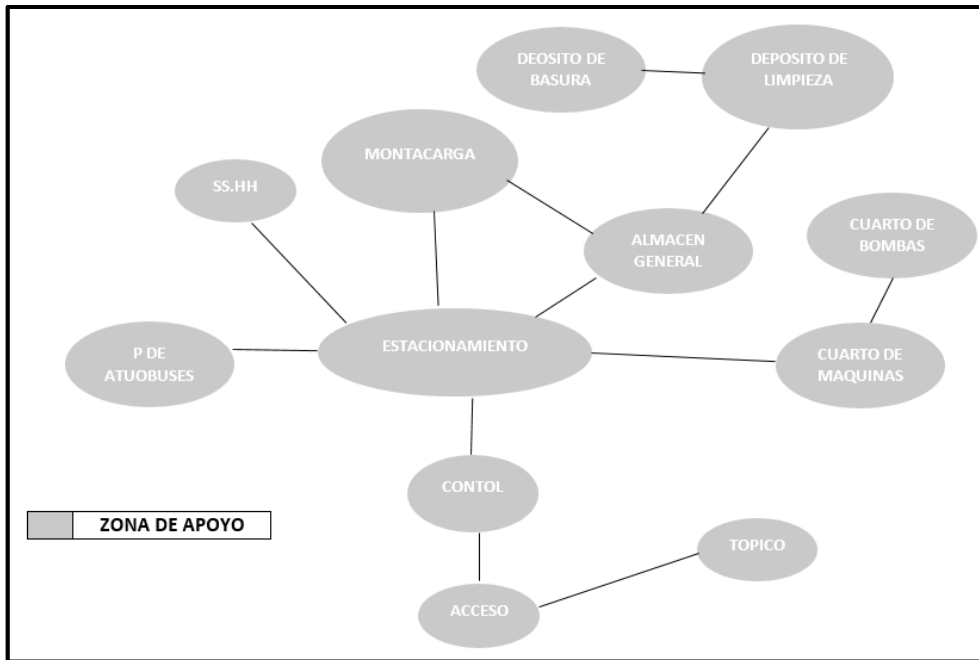 DEOSITO DE
BASURA
DEPOSITO DE
LIMPIEZA
MONTACARGA
SS.HH
ALMACEN
GENERAL
CUARTO DE
BOMBAS
P DE
ATUOBUSES
ESTACIONAMIENTO
CUARTO DE
MAQUINAS
CONTOL
ZONA DE APOYO
TOPICO
ACCESO